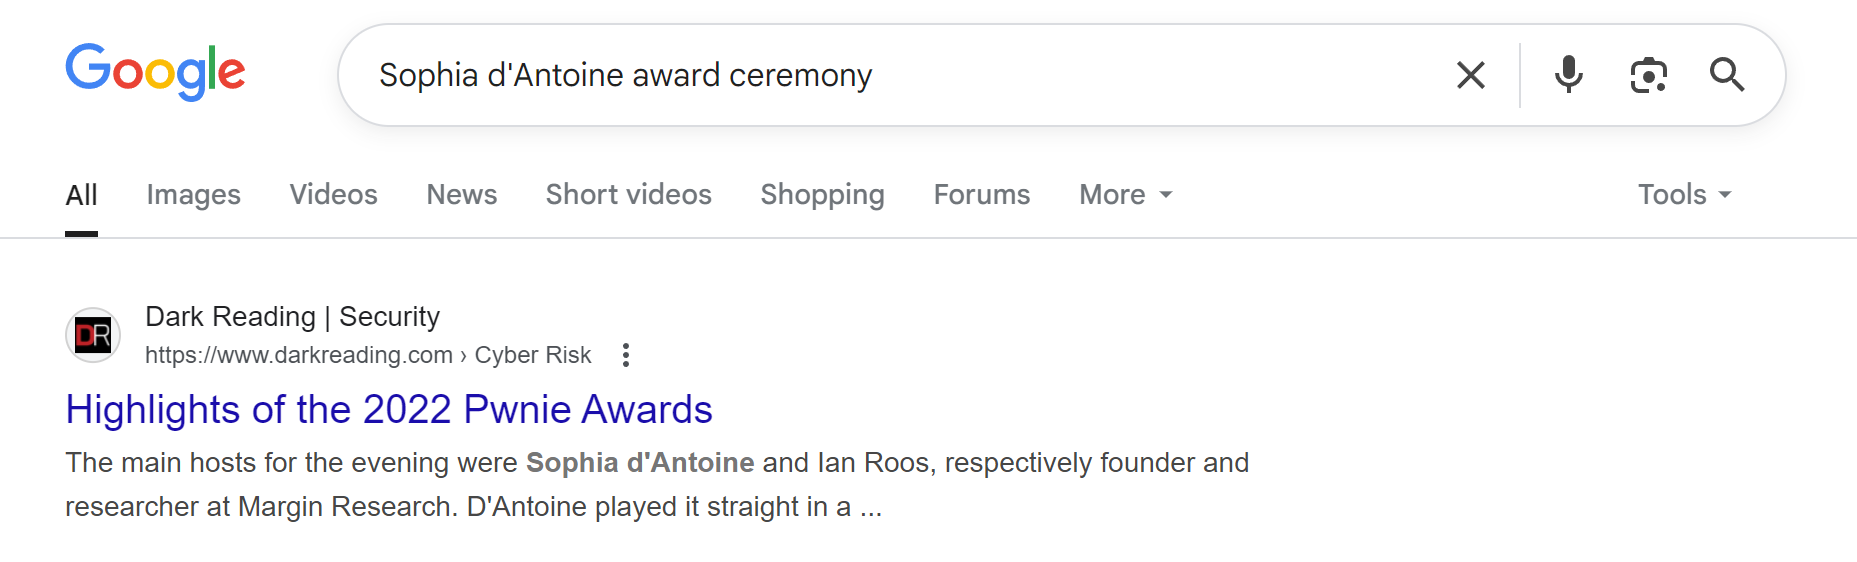 Google
Sophia d'Antoine award ceremony
All Images Videos News Short videos Shopping Forums More Tools
DR
Dark Reading | Security
https://www.darkreading.com › Cyber Risk
Highlights of the 2022 Pwnie Awards
The main hosts for the evening were Sophia d'Antoine and Ian Roos, respectively founder and
researcher at Margin Research. D'Antoine played it straight in a ...